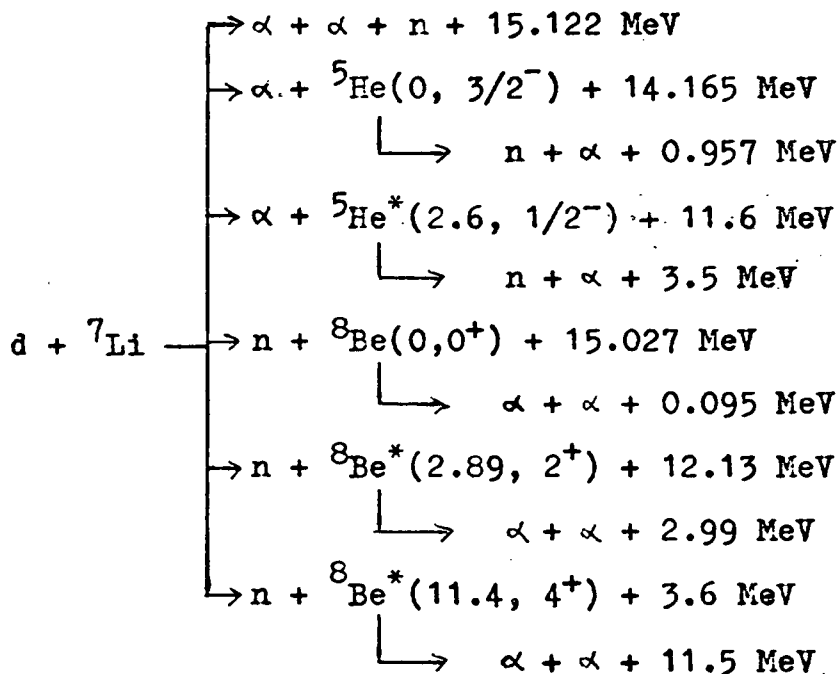 α + α + n + 15.122 MeV
α + ⁵He(0, 3/2⁻) + 14.165 MeV
n + α + 0.957 MeV
α + ⁵He*(2.6, 1/2⁻) + 11.6 MeV
n + α + 3.5 MeV
d + ⁷Li
n + ⁸Be(0,0⁺) + 15.027 MeV
α + α + 0.095 MeV
n + ⁸Be*(2.89, 2⁺) + 12.13 MeV
α + α + 2.99 MeV
n + ⁸Be*(11.4, 4⁺) + 3.6 MeV
α + α + 11.5 MeV